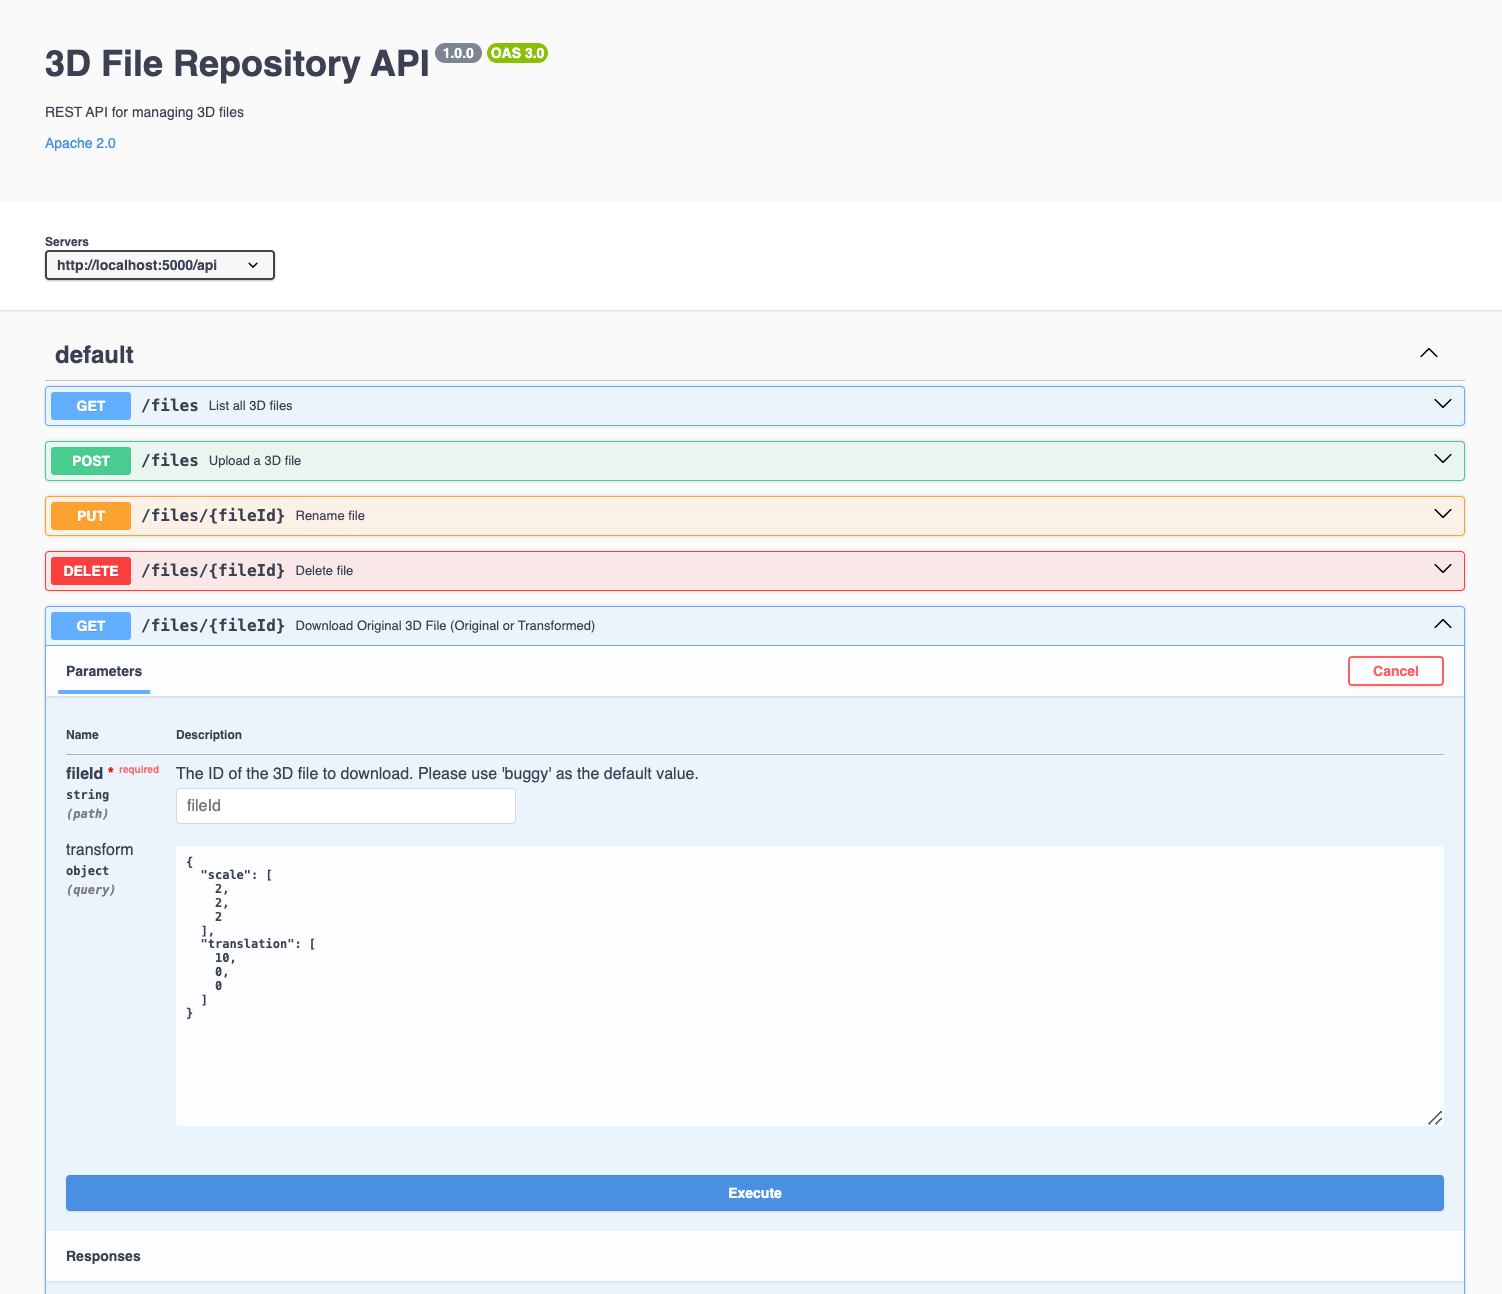 3D File Repository API 1.0.0 OAS 3.0
REST API for managing 3D files
Apache 2.0
Servers
http://localhost:5000/api
default
GET /files List all 3D files
POST /files Upload a 3D file
PUT /files/{fileId} Rename file
DELETE /files/{fileId} Delete file
GET /files/{fileId} Download Original 3D File (Original or Transformed)
Parameters Cancel
Name Description
fileId * required The ID of the 3D file to download. Please use 'buggy' as the default value.
string
(path)
fileId
transform
object
(query)
{
"scale": [
2,
2,
2
],
"translation": [
10,
0,
0
]
}
Execute
Responses